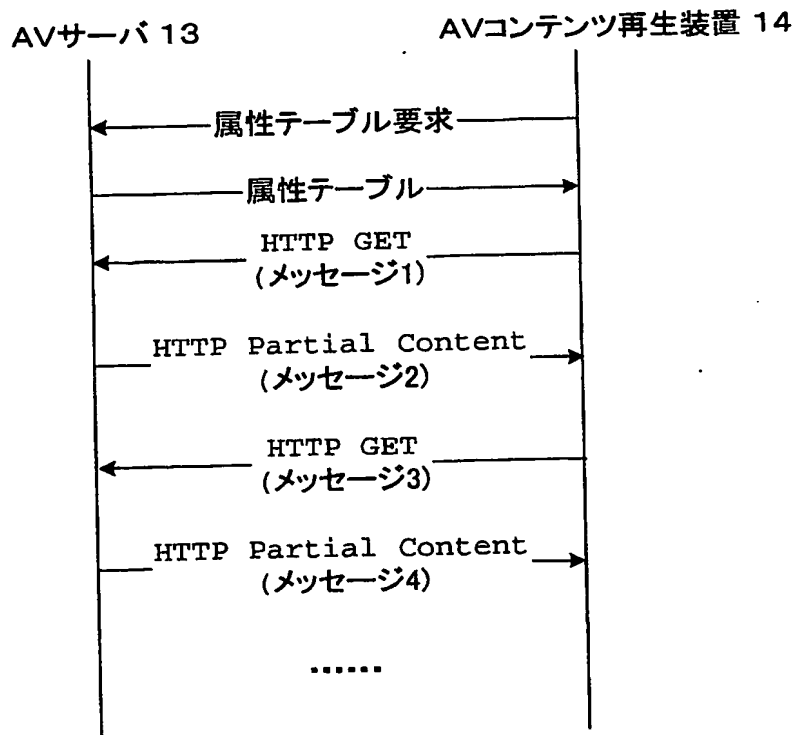 AVサーバ 13
AVコンテンツ再生装置 14
属性テーブル要求
属性テーブル
HTTP GET
(メッセージ1)
HTTP Partial Content
(メッセージ2)
HTTP GET
(メッセージ3)
HTTP Partial Content
(メッセージ4)
......